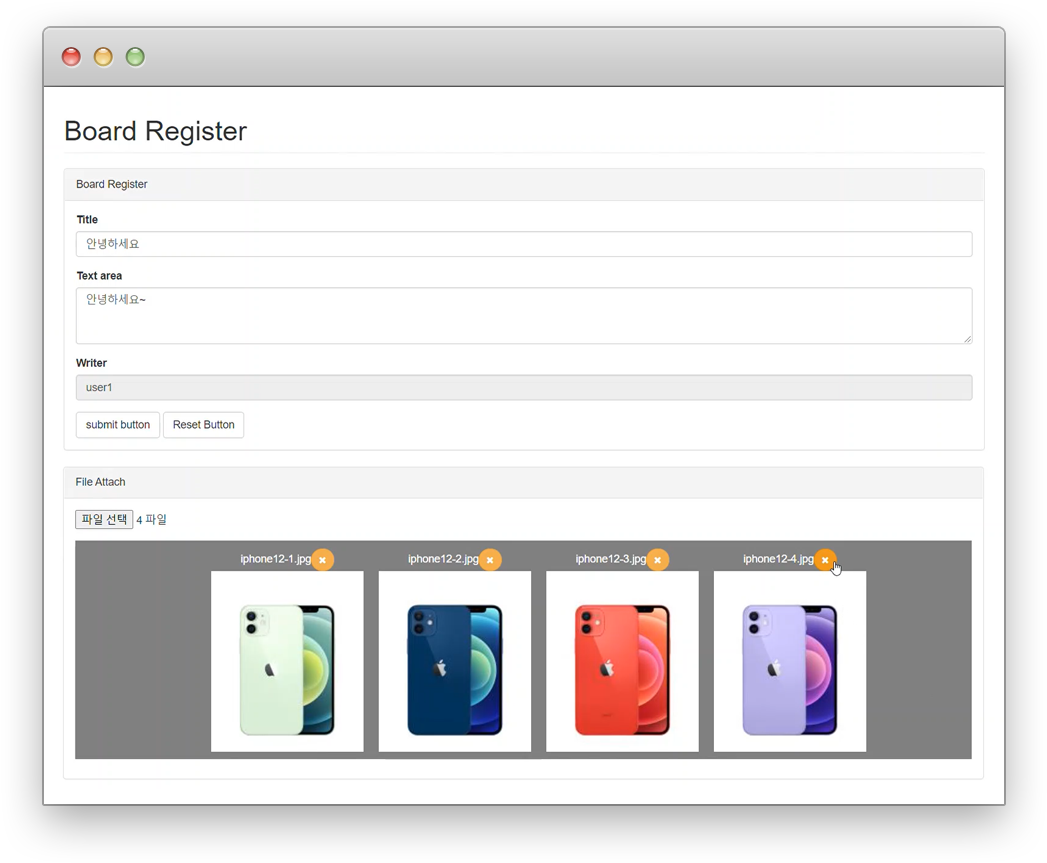 Board Register
Board Register
Title
안녕하세요
Text area
안녕하세요~
Writer
user1
submit button Reset Button
File Attach
파일 선택 4 파일
iphone12-1.jpg iphone12-2.jpg iphone12-3.jpg iphone12-4.jpg